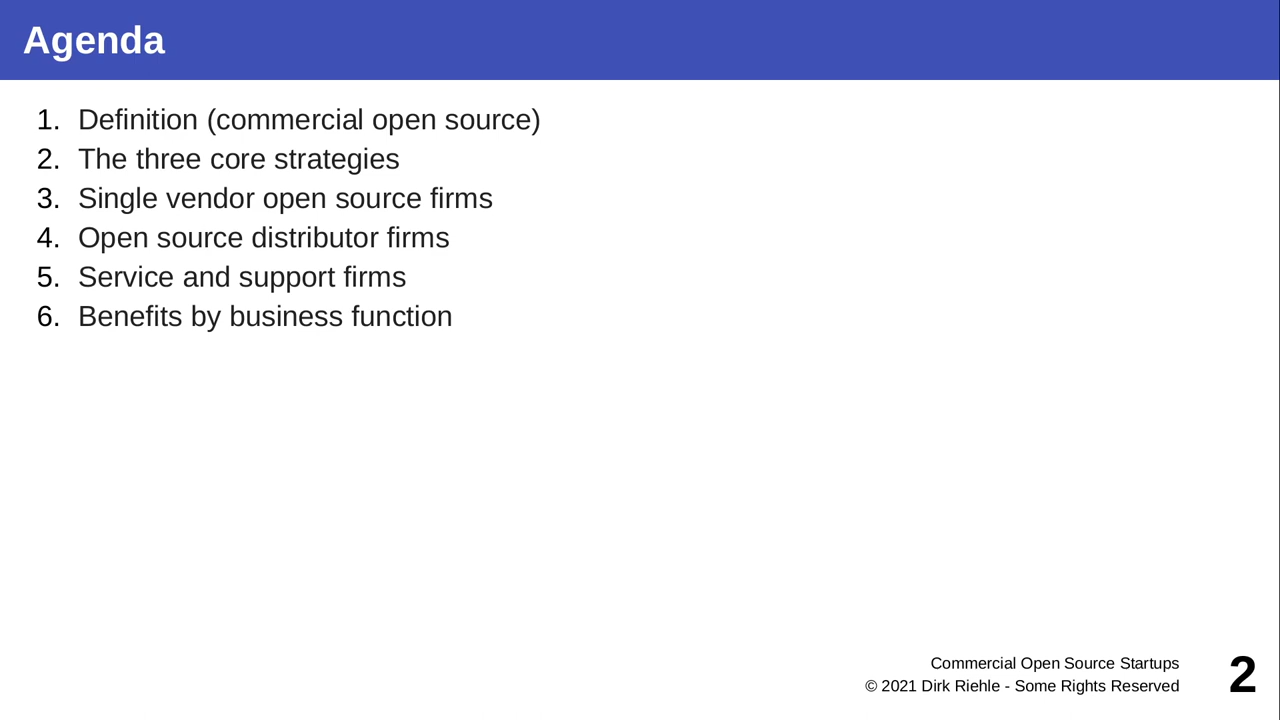 Agenda
1. Definition (commercial open source)
2. The three core strategies
3. Single vendor open source firms
4. Open source distributor firms
5. Service and support firms
6. Benefits by business function
Commercial Open Source Startups
© 2021 Dirk Riehle - Some Rights Reserved
2